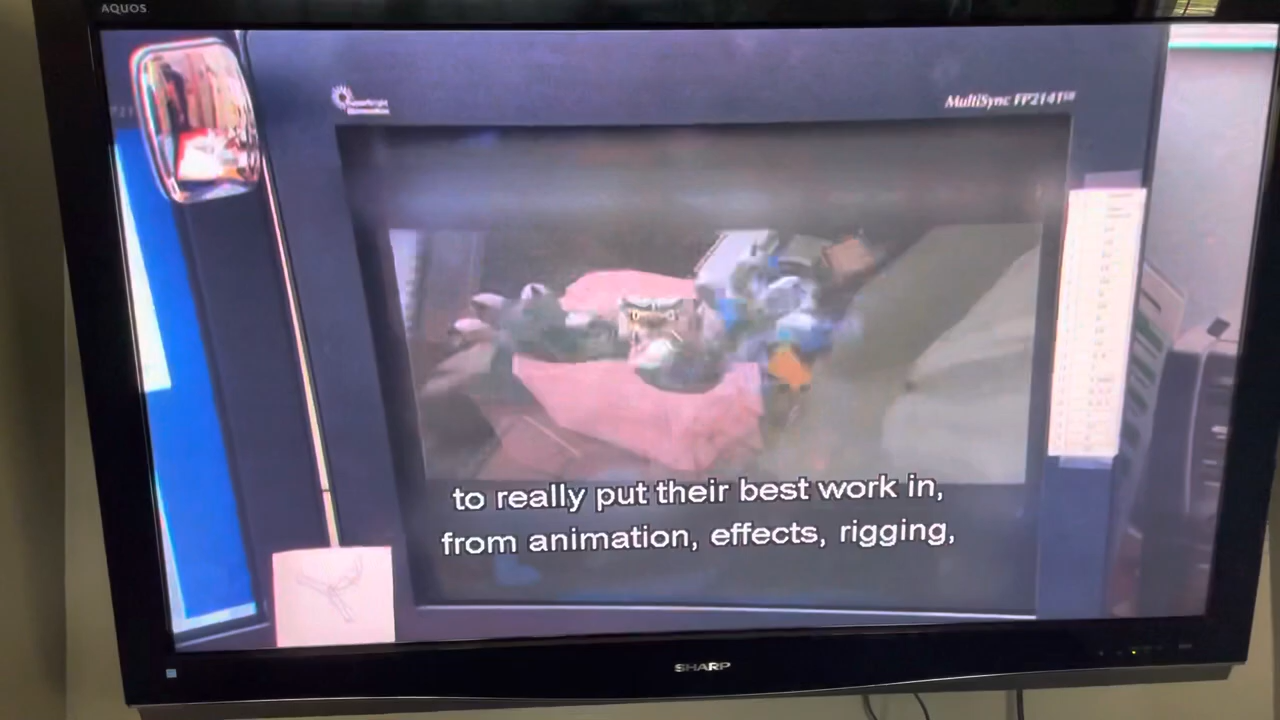 AQUOS
MultiSync FP2141SB
to really put their best work in,
from animation, effects, rigging,
SHARP